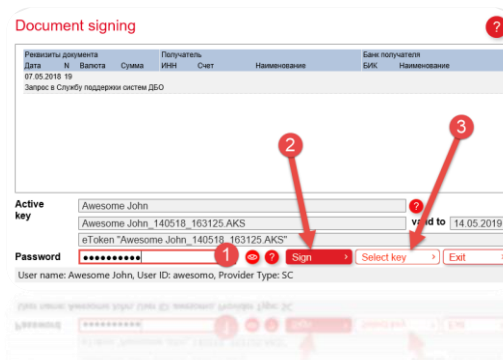 Document signing
?
Реквизиты документа Получатель Банк получателя
Дата N Валюта Сумма ИНН Счет Наименование БИК Наименование
07.05.2018 19
Запрос в Службу поддержки систем ДБО
2
3
Active key Awesome John ?
Awesome John_140518_163125.AKS valid to 14.05.2019
eToken "Awesome John_140518_163125.AKS"
Password •••••••••• 1 ? Sign › Select key › Exit ›
User name: Awesome John, User ID: awesomo, Provider Type: SC